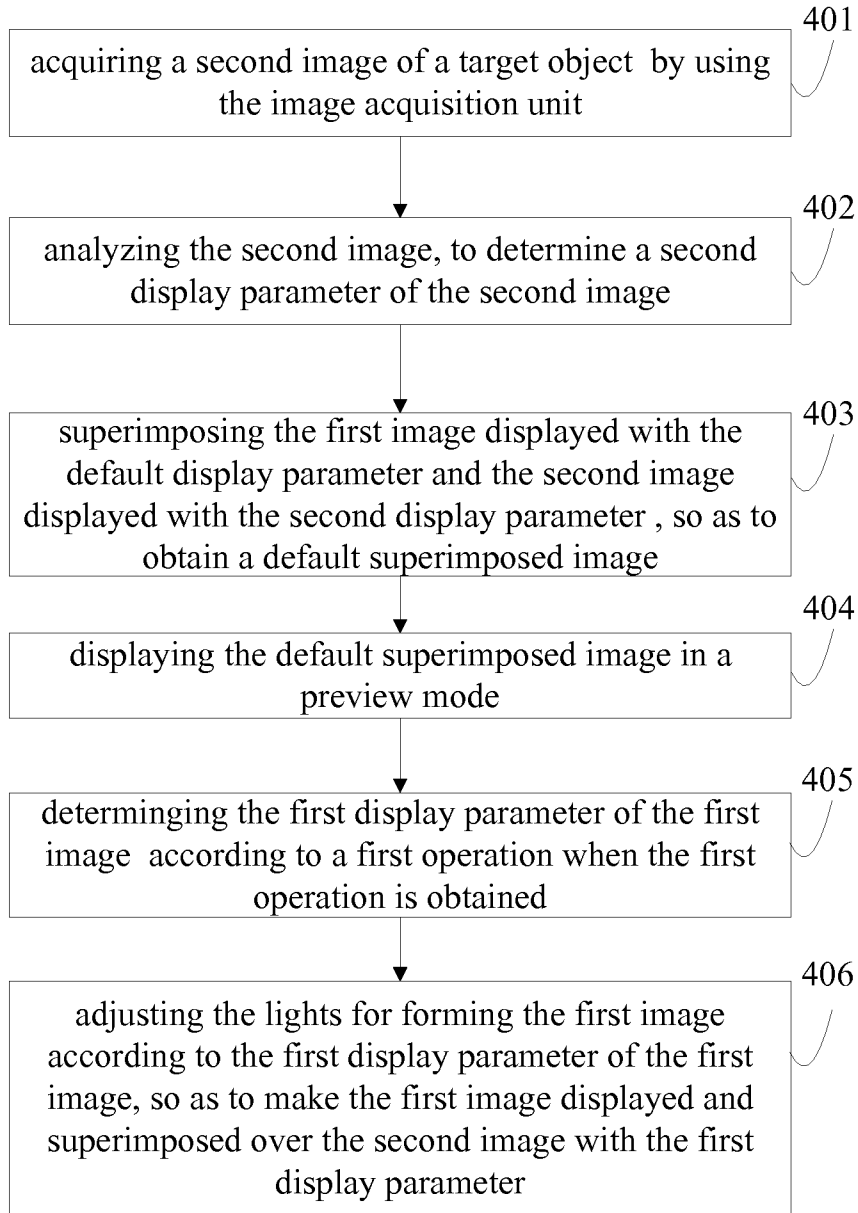 401
acquiring a second image of a target object by using
the image acquisition unit
402
analyzing the second image, to determine a second
display parameter of the second image
403
superimposing the first image displayed with the
default display parameter and the second image
displayed with the second display parameter , so as to
obtain a default superimposed image
404
displaying the default superimposed image in a
preview mode
405
determinging the first display parameter of the first
image according to a first operation when the first
operation is obtained
406
adjusting the lights for forming the first image
according to the first display parameter of the first
image, so as to make the first image displayed and
superimposed over the second image with the first
display parameter